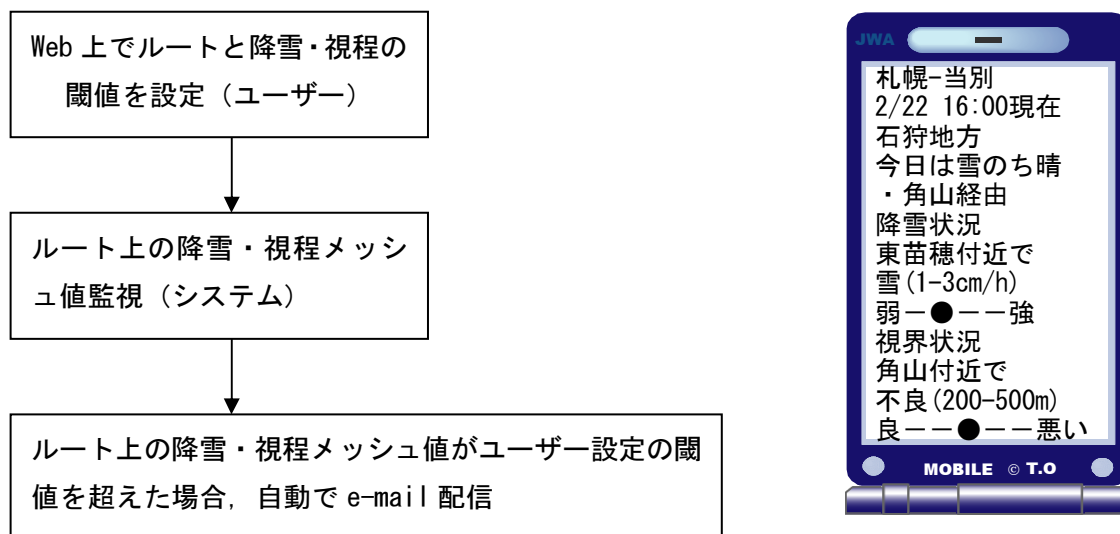 Web 上でルートと降雪・視程の
閾値を設定（ユーザー）
ルート上の降雪・視程メッシ
ュ値監視（システム）
ルート上の降雪・視程メッシュ値がユーザー設定の閾
値を超えた場合，自動で e-mail 配信
JWA
札幌−当別
2/22 16:00現在
石狩地方
今日は雪のち晴
・角山経由
降雪状況
東苗穂付近で
雪(1-3cm/h)
弱−●−−強
視界状況
角山付近で
不良(200-500m)
良−−●−−悪い
MOBILE © T.O